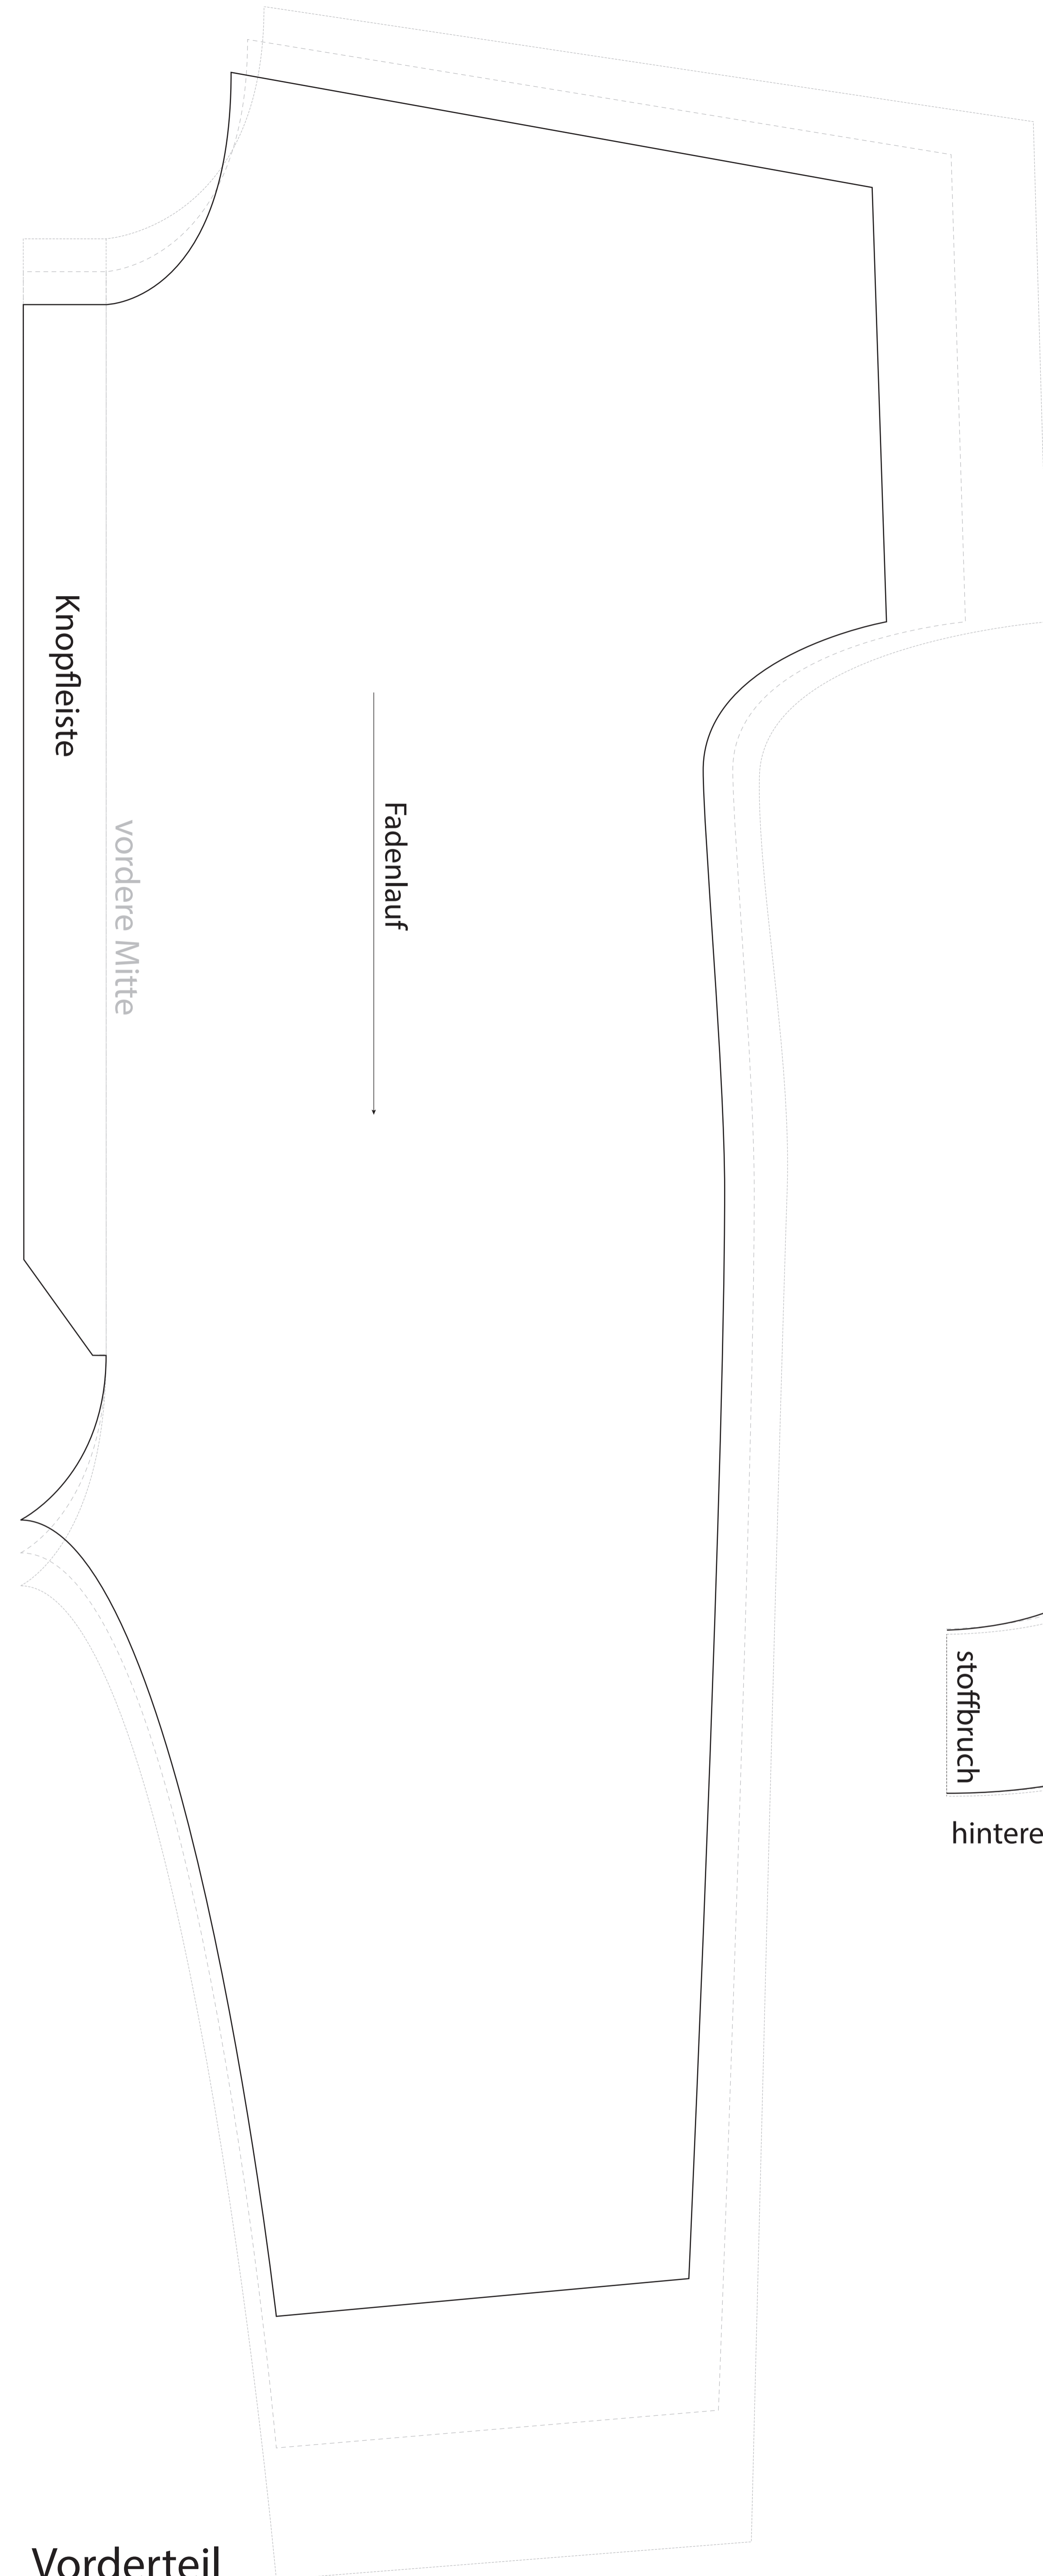 Knopfleiste
vordere Mitte
Fadenlauf
stoffbruch
hintere
Vorderteil